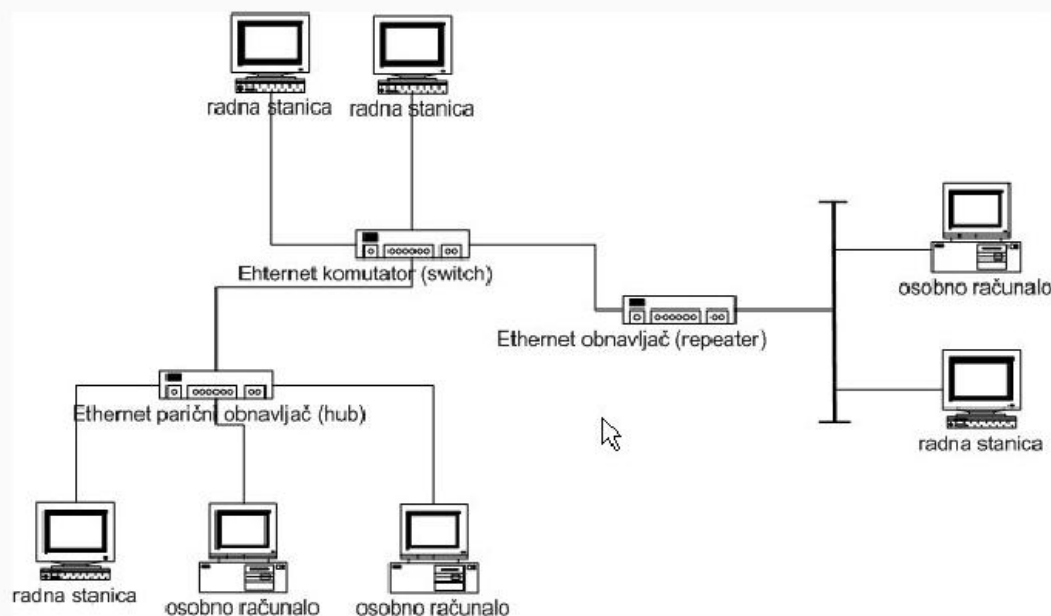 radna stanica
radna stanica
Ehternet komutator (switch)
osobno računalo
Ethernet obnavljač (repeater)
Ethernet parični obnavljač (hub)
radna stanica
radna stanica
osobno računalo
osobno računalo